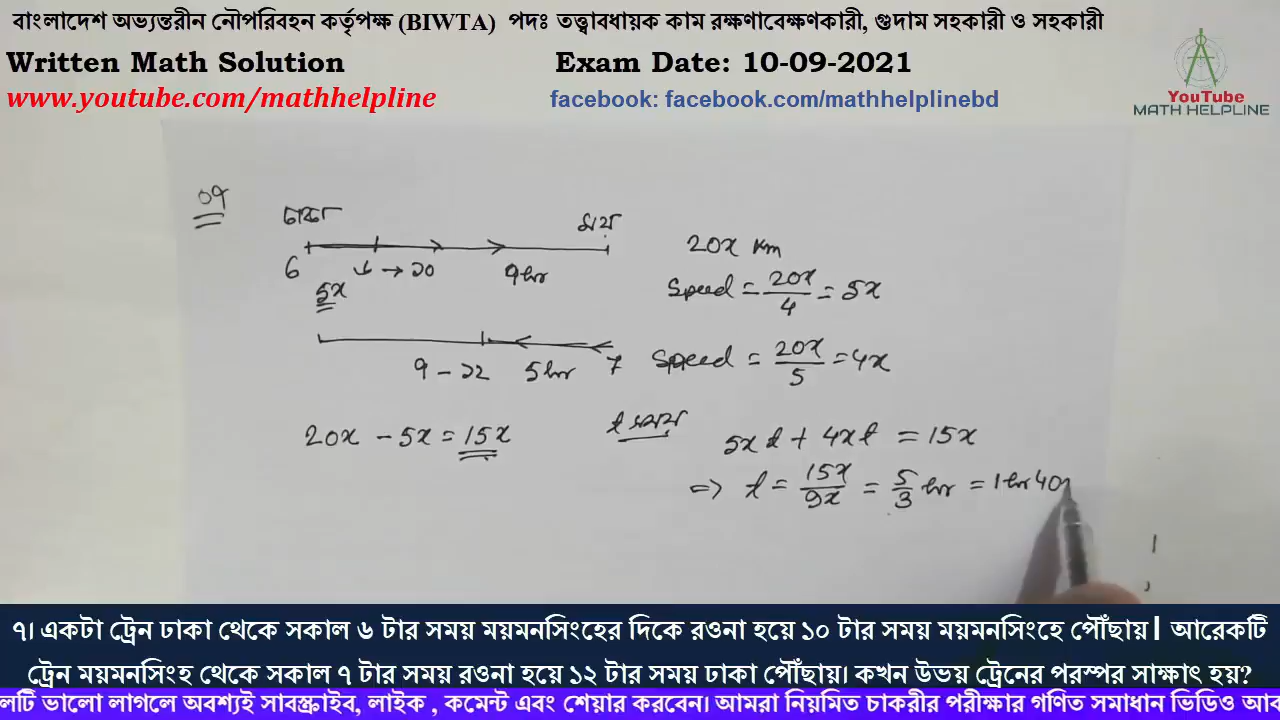 বাংলাদেশ অভ্যন্তরীন নৌপরিবহন কর্তৃপক্ষ (BIWTA) পদঃ তত্ত্বাবধায়ক কাম রক্ষণাবেক্ষণকারী, গুদাম সহকারী ও সহকারী
Written Math Solution Exam Date: 10-09-2021
www.youtube.com/mathhelpline facebook: facebook.com/mathhelplinebd
YouTube
MATH HELPLINE
০৭
ঢাকা ময়
6 → ১০ 9hr
5x
20x Km
Speed = 20x/4 = 5x
9 – ১২ 5hr 7
Speed = 20x/5 = 4x
20x – 5x = 15x
t সময়
5xt + 4xt = 15x
=> t = 15x/9x = 5/3 hr = 1hr 40
৭। একটা ট্রেন ঢাকা থেকে সকাল ৬ টার সময় ময়মনসিংহের দিকে রওনা হয়ে ১০ টার সময় ময়মনসিংহে পৌঁছায়। আরেকটি
ট্রেন ময়মনসিংহ থেকে সকাল ৭ টার সময় রওনা হয়ে ১২ টার সময় ঢাকা পৌঁছায়। কখন উভয় ট্রেনের পরস্পর সাক্ষাৎ হয়?
লটি ভালো লাগলে অবশ্যই সাবস্ক্রাইব, লাইক , কমেন্ট এবং শেয়ার করবেন। আমরা নিয়মিত চাকরীর পরীক্ষার গণিত সমাধান ভিডিও আব